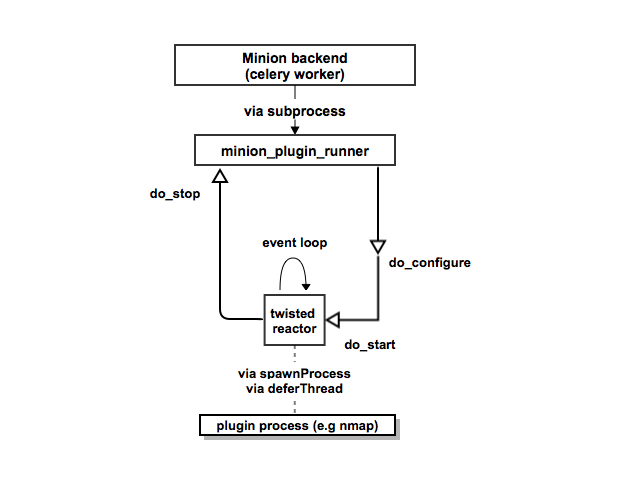 Minion backend
(celery worker)
via subprocess
minion_plugin_runner
do_stop
event loop
do_configure
twisted
reactor
do_start
via spawnProcess
via deferThread
plugin process (e.g nmap)